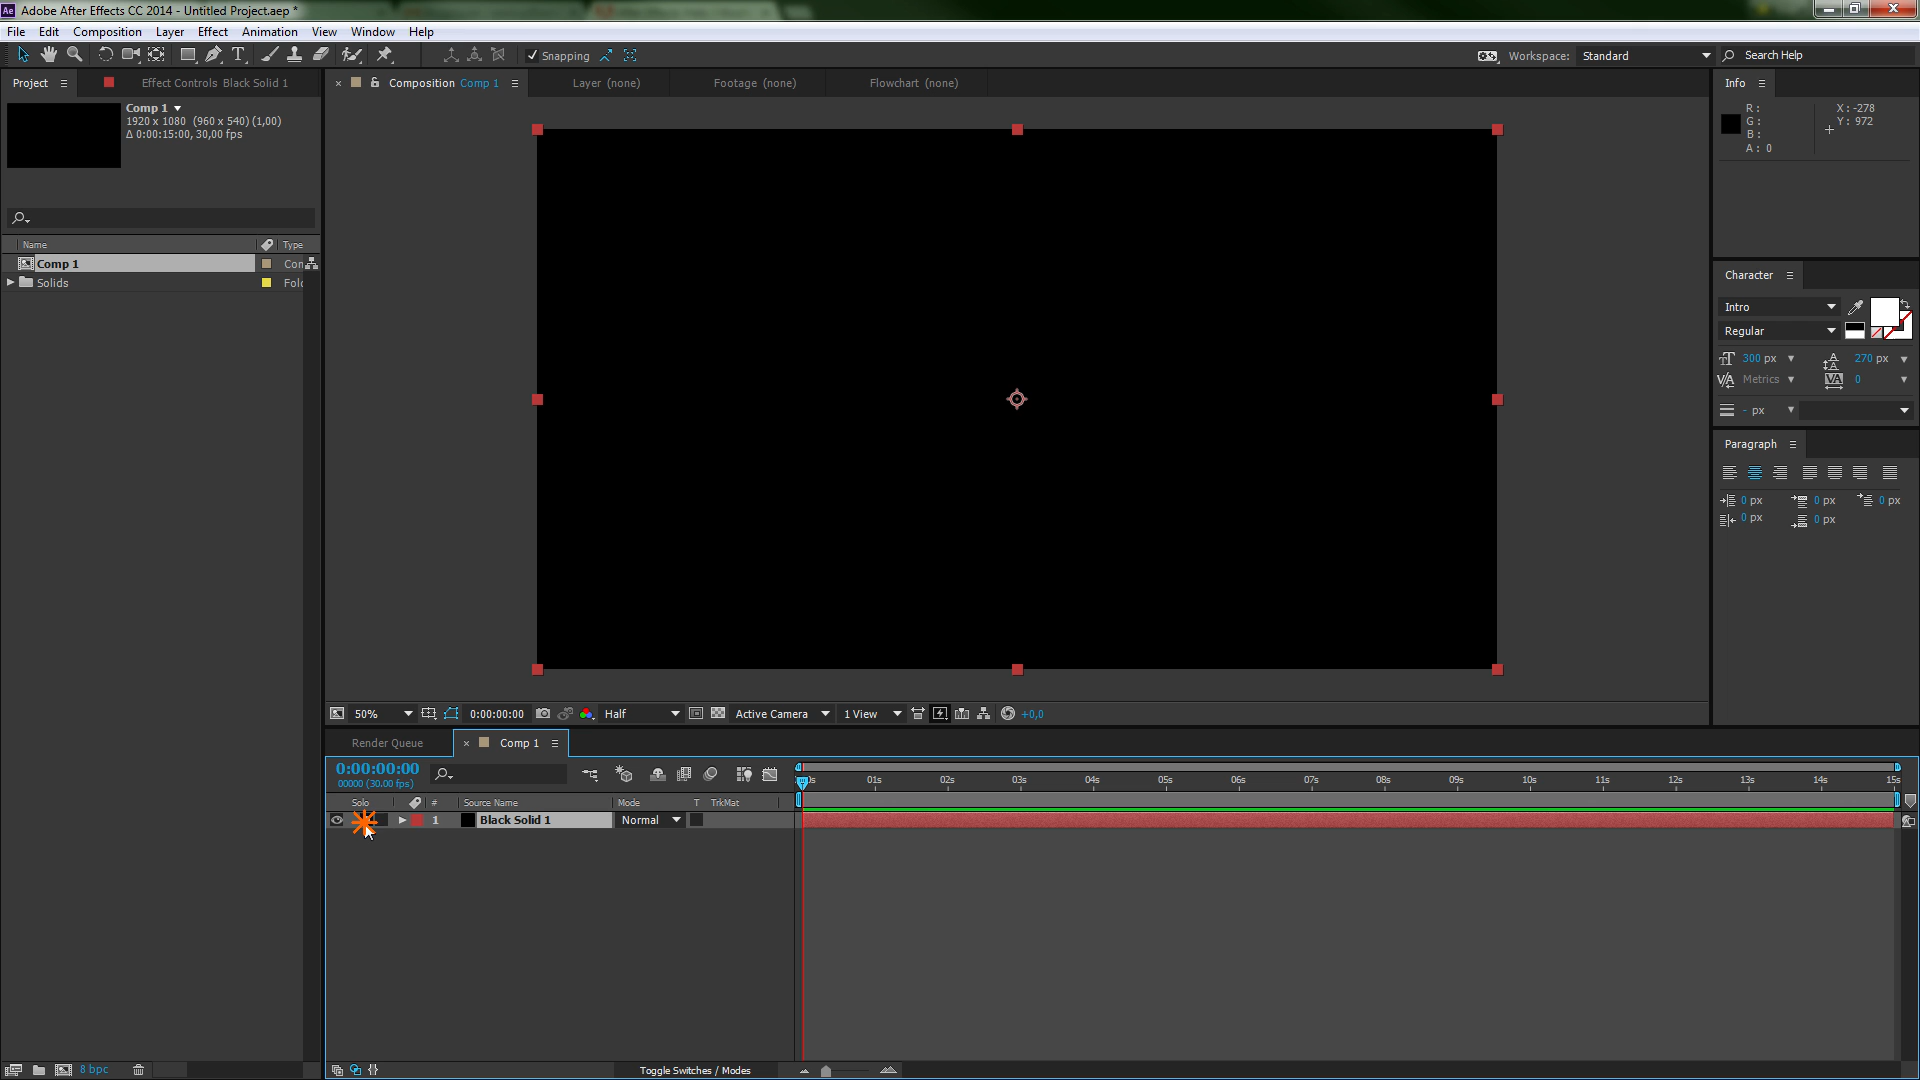 Adobe After Effects CC 2014 - Untitled Project.aep *
File Edit Composition Layer Effect Animation View Window Help
Snapping
Workspace: Standard
Search Help
Project
Effect Controls Black Solid 1
Composition Comp 1
Layer (none)
Footage (none)
Flowchart (none)
Info
Comp 1
1920 x 1080 (960 x 540) (1,00)
Δ 0:00:15:00, 30,00 fps
R :
G :
B :
A : 0
X : -278
Y : 972
Name Type
Comp 1 Con
Solids Fold
Character
Intro
Regular
300 px 270 px
Metrics 0
- px
Paragraph
0 px 0 px 0 px
0 px 0 px
50% 0:00:00:00 Half Active Camera 1 View +0,0
Render Queue Comp 1
0:00:00:00
00000 (30.00 fps)
01s 02s 03s 04s 05s 06s 07s 08s 09s 10s 11s 12s 13s 14s 15s
Solo # Source Name Mode T TrkMat
1 Black Solid 1 Normal
8 bpc
Toggle Switches / Modes